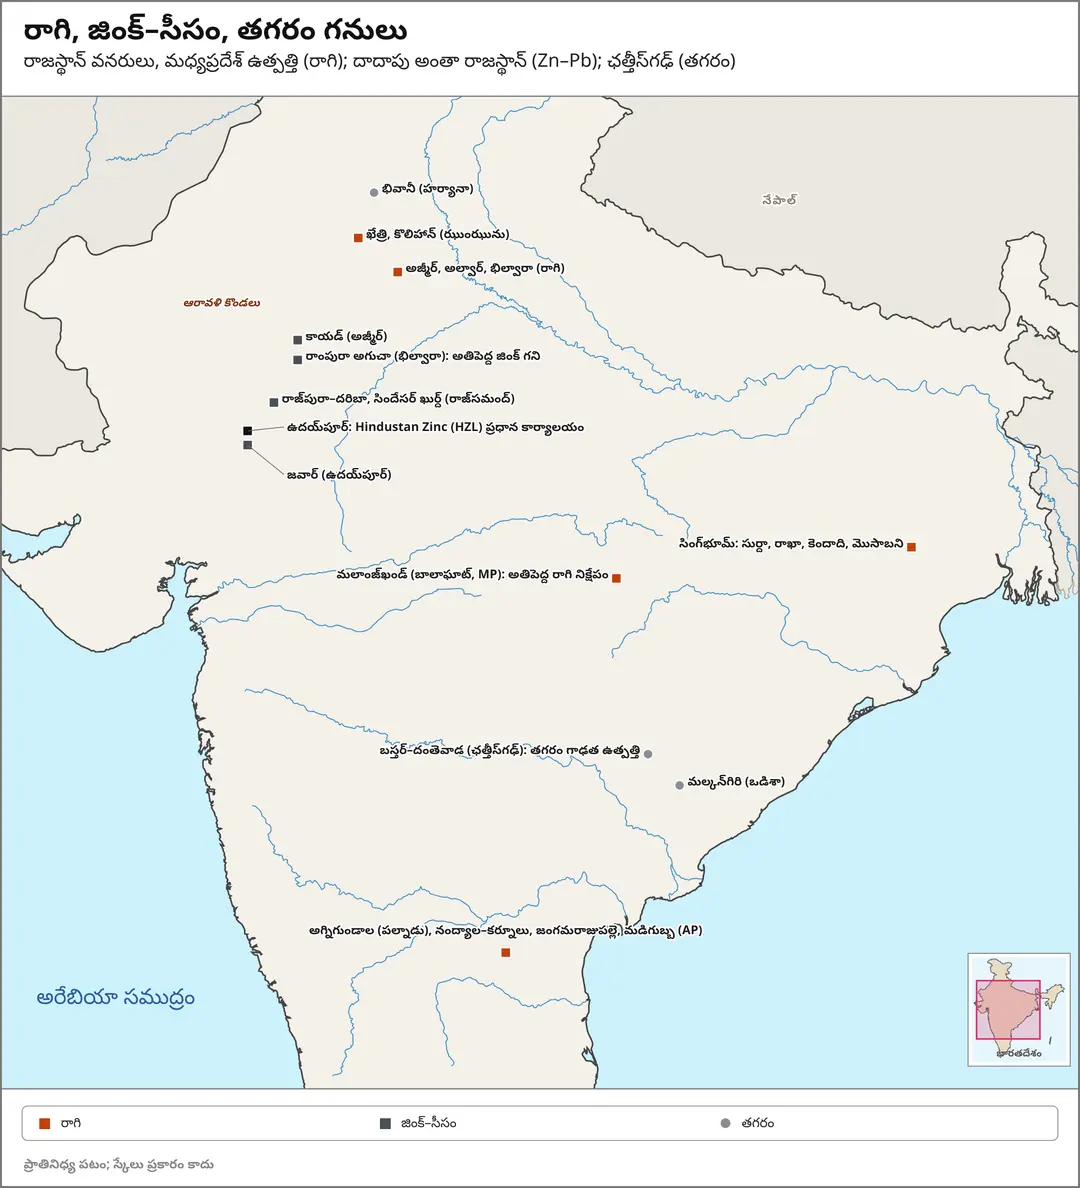 రాగి, జింక్–సీసం, తగరం గనులు
రాజస్థాన్ వనరులు, మధ్యప్రదేశ్ ఉత్పత్తి (రాగి); దాదాపు అంతా రాజస్థాన్ (Zn–Pb); ఛత్తీస్‌గఢ్ (తగరం)
భివానీ (హర్యానా)
నేపాల్
ఖేత్రి, కొలిహాన్ (ఝుంఝును)
అజ్మీర్, అల్వార్, భిల్వారా (రాగి)
ఆరావళి కొండలు
కాయడ్ (అజ్మీర్)
రాంపురా అగుచా (భిల్వారా): అతిపెద్ద జింక్ గని
రాజ్‌పురా–దరిబా, సిందేసర్ ఖుర్ద్ (రాజ్‌సమంద్)
ఉదయ్‌పూర్: Hindustan Zinc (HZL) ప్రధాన కార్యాలయం
జవార్ (ఉదయ్‌పూర్)
సింగ్‌భూమ్: సుర్దా, రాఖా, కెందాది, మొసాబని
మలాంజ్‌ఖండ్ (బాలాఘాట్, MP): అతిపెద్ద రాగి నిక్షేపం
బస్తర్–దంతెవాడ (ఛత్తీస్‌గఢ్): తగరం గాఢత ఉత్పత్తి
మల్కన్‌గిరి (ఒడిశా)
అగ్నిగుండాల (పల్నాడు), నంద్యాల–కర్నూలు, జంగమరాజుపల్లె, మడిగుబ్బ (AP)
అరేబియా సముద్రం
భారతదేశం
రాగి
జింక్–సీసం
తగరం
ప్రాతినిధ్య పటం; స్కేలు ప్రకారం కాదు